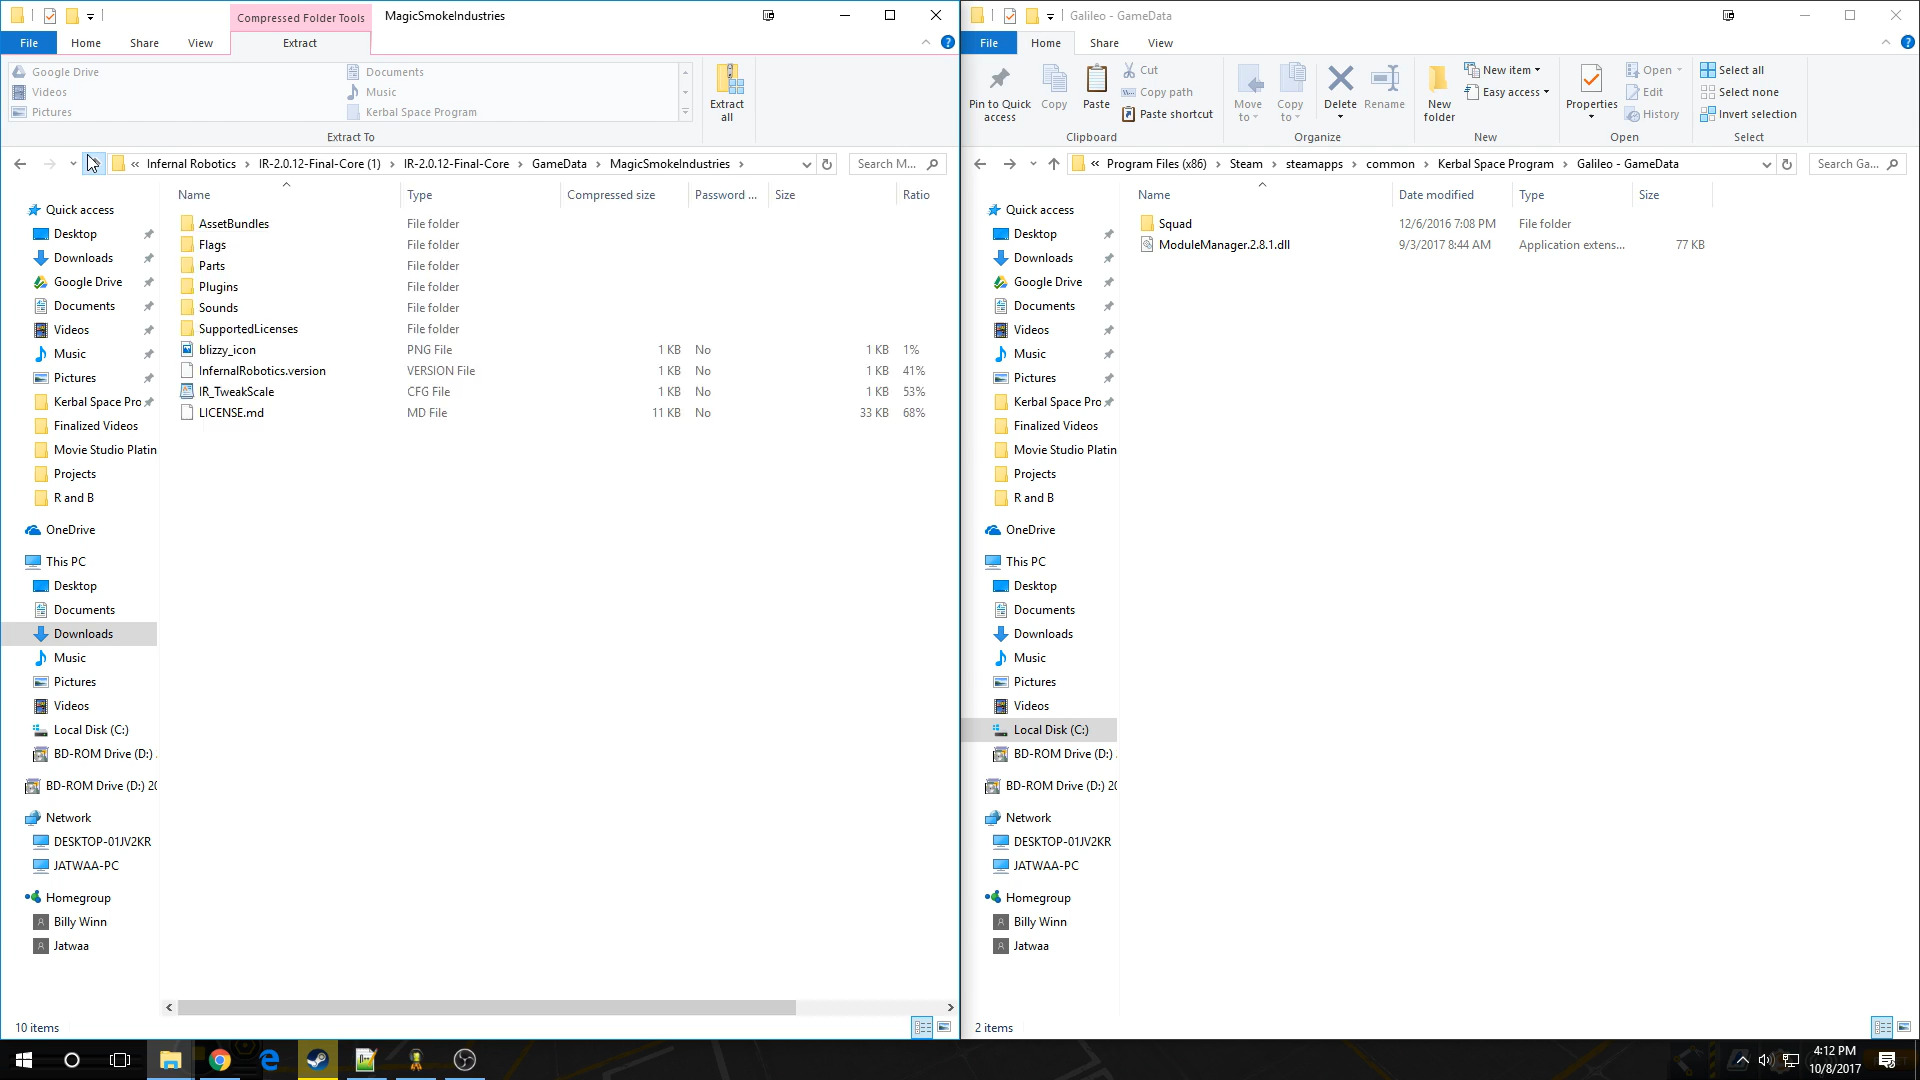 Compressed Folder Tools
MagicSmokeIndustries
File
Home
Share
View
Extract
Google Drive
Documents
Videos
Music
Pictures
Kerbal Space Program
Extract all
Extract To
« Infernal Robotics > IR-2.0.12-Final-Core (1) > IR-2.0.12-Final-Core > GameData > MagicSmokeIndustries >
Search M...
Name
Type
Compressed size
Password ...
Size
Ratio
AssetBundles File folder
Flags File folder
Parts File folder
Plugins File folder
Sounds File folder
SupportedLicenses File folder
blizzy_icon PNG File 1 KB No 1 KB 1%
InfernalRobotics.version VERSION File 1 KB No 1 KB 41%
IR_TweakScale CFG File 1 KB No 1 KB 53%
LICENSE.md MD File 11 KB No 33 KB 68%
Quick access
Desktop
Downloads
Google Drive
Documents
Videos
Music
Pictures
Kerbal Space Pro
Finalized Videos
Movie Studio Platin
Projects
R and B
OneDrive
This PC
Desktop
Documents
Downloads
Music
Pictures
Videos
Local Disk (C:)
BD-ROM Drive (D:)
BD-ROM Drive (D:) 20
Network
DESKTOP-01JV2KR
JATWAA-PC
Homegroup
Billy Winn
Jatwaa
10 items
Galileo - GameData
File
Home
Share
View
Pin to Quick access
Copy
Paste
Cut
Copy path
Paste shortcut
Clipboard
Move to
Copy to
Delete
Rename
Organize
New folder
New item
Easy access
New
Properties
Open
Edit
History
Open
Select all
Select none
Invert selection
Select
« Program Files (x86) > Steam > steamapps > common > Kerbal Space Program > Galileo - GameData
Search Ga...
Name
Date modified
Type
Size
Squad 12/6/2016 7:08 PM File folder
ModuleManager.2.8.1.dll 9/3/2017 8:44 AM Application extens... 77 KB
Quick access
Desktop
Downloads
Google Drive
Documents
Videos
Music
Pictures
Kerbal Space Pro
Finalized Videos
Movie Studio Platin
Projects
R and B
OneDrive
This PC
Desktop
Documents
Downloads
Music
Pictures
Videos
Local Disk (C:)
BD-ROM Drive (D:)
BD-ROM Drive (D:) 20
Network
DESKTOP-01JV2KR
JATWAA-PC
Homegroup
Billy Winn
Jatwaa
2 items
4:12 PM
10/8/2017